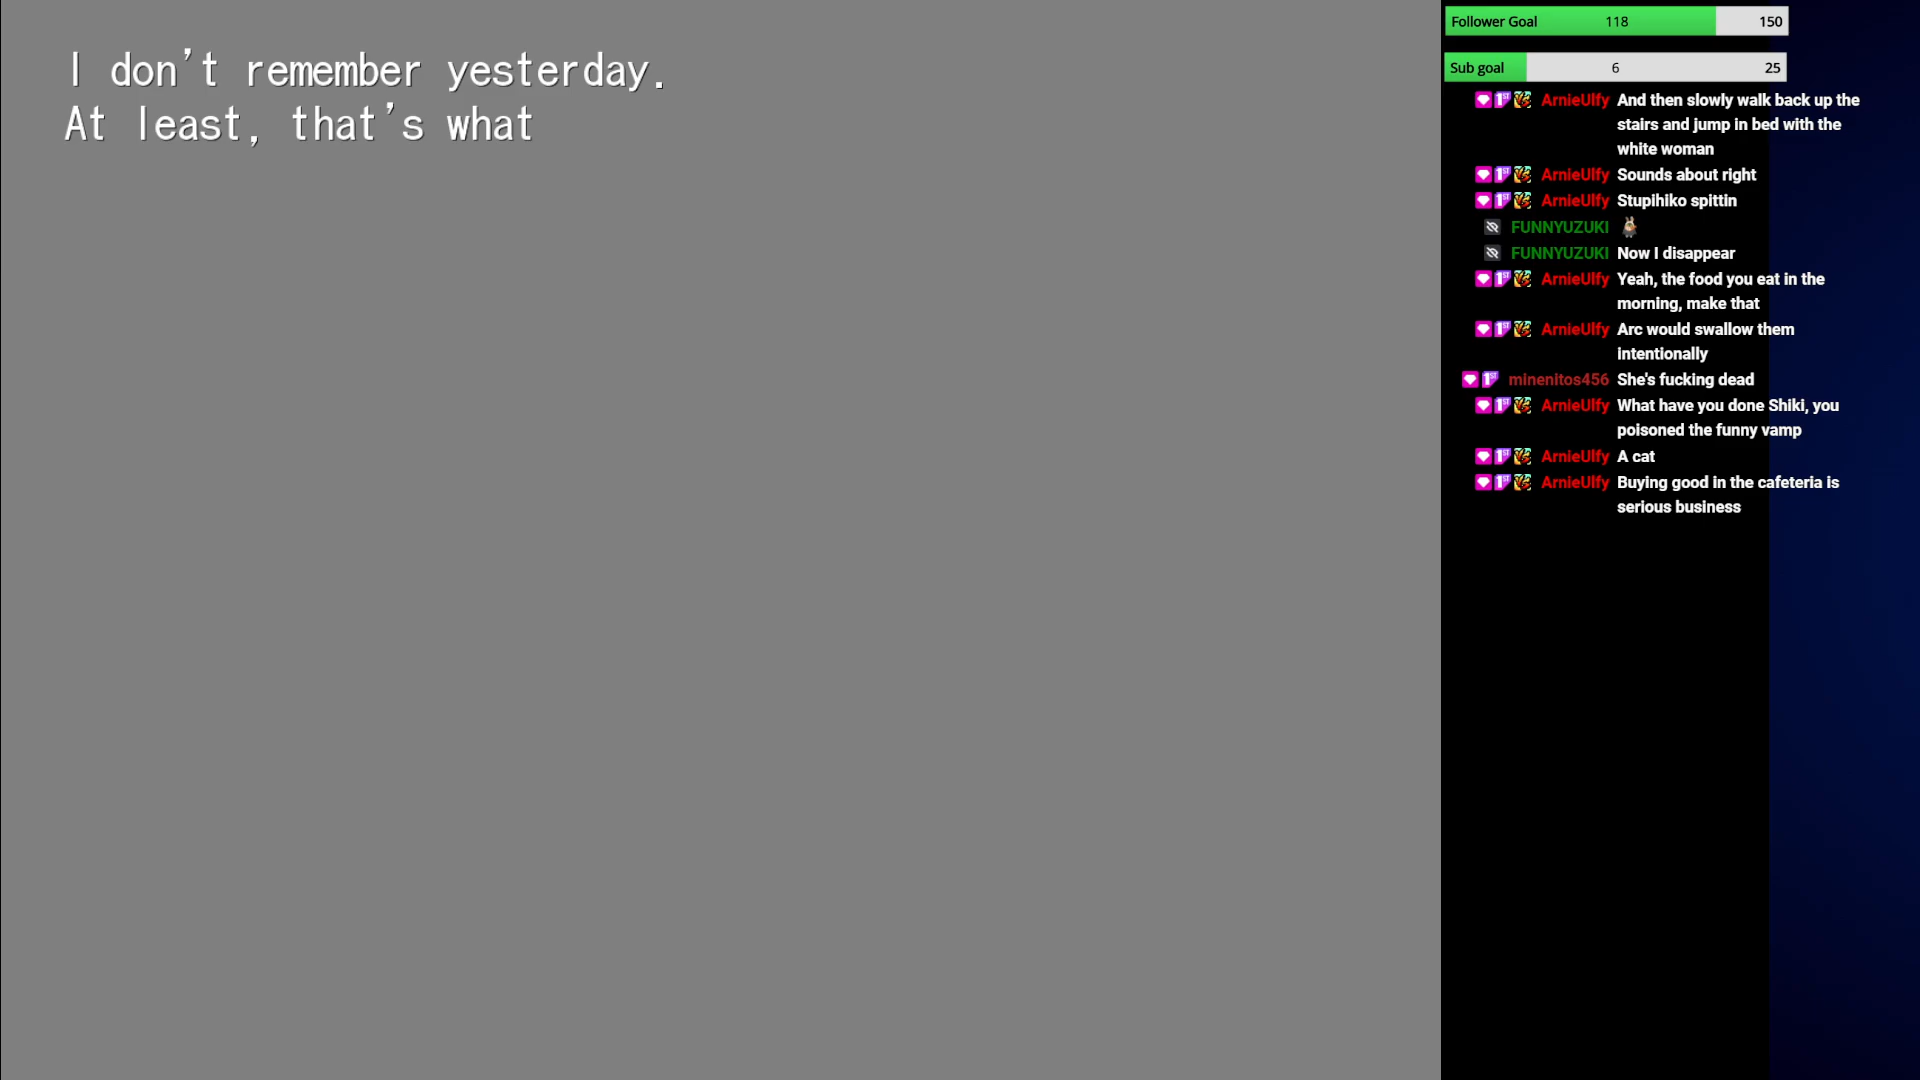 I don't remember yesterday.
At least, that's what
Follower Goal 118 150
Sub goal 6 25
ArnieUlfy And then slowly walk back up the
stairs and jump in bed with the
white woman
ArnieUlfy Sounds about right
ArnieUlfy Stupihiko spittin
FUNNYUZUKI
FUNNYUZUKI Now I disappear
ArnieUlfy Yeah, the food you eat in the
morning, make that
ArnieUlfy Arc would swallow them
intentionally
minenitos456 She's fucking dead
ArnieUlfy What have you done Shiki, you
poisoned the funny vamp
ArnieUlfy A cat
ArnieUlfy Buying good in the cafeteria is
serious business